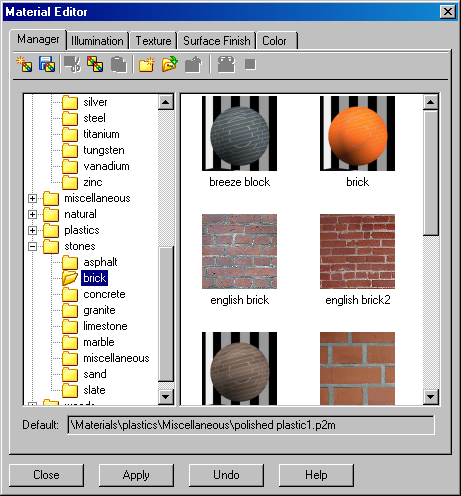 Material Editor
Manager Illumination Texture Surface Finish Color
silver
steel
titanium
tungsten
vanadium
zinc
miscellaneous
natural
plastics
stones
asphalt
brick
concrete
granite
limestone
marble
miscellaneous
sand
slate
breeze block
brick
english brick
english brick2
Default: \Materials\plastics\Miscellaneous\polished plastic1.p2m
Close Apply Undo Help